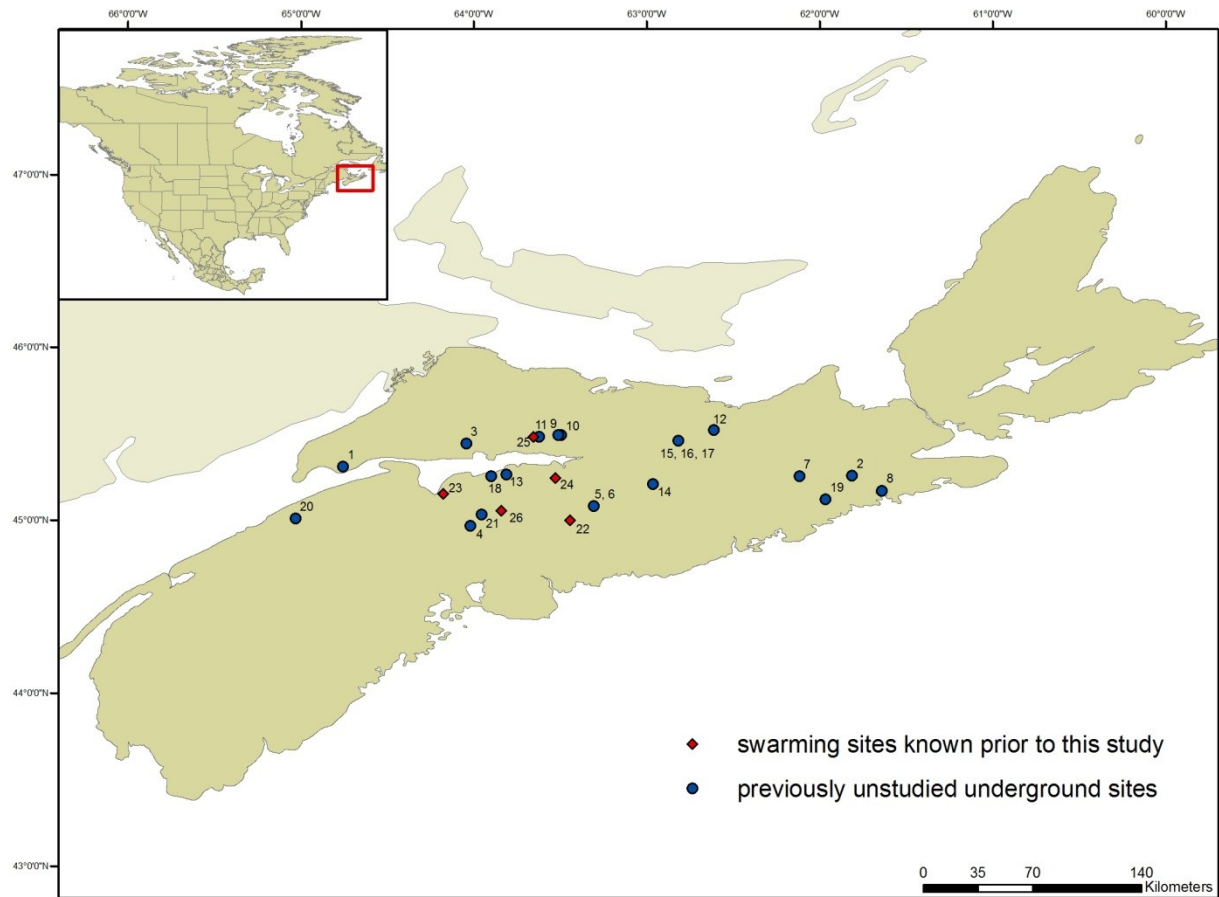 66°0'0"W 65°0'0"W 64°0'0"W 63°0'0"W 62°0'0"W 61°0'0"W 60°0'0"W
47°0'0"N
46°0'0"N
45°0'0"N
44°0'0"N
43°0'0"N
12
11 9 10
3
25
15, 16, 17
1
7 2
13
18
24
23
14
8
19
5, 6
20
26
21
22
4
swarming sites known prior to this study
previously unstudied underground sites
0 35 70 140
Kilometers